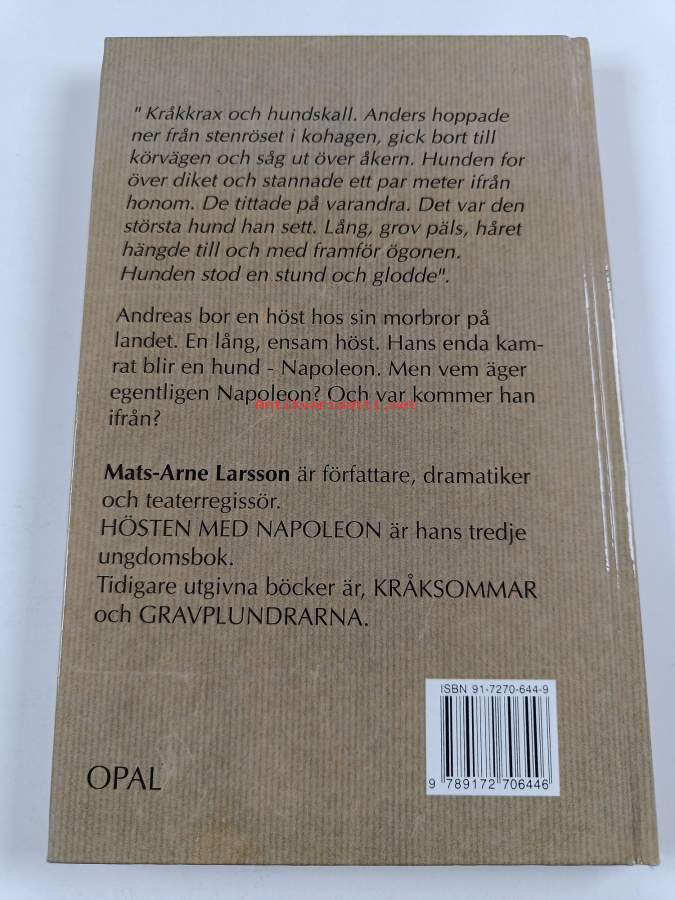 "Kråkkrax och hundskall. Anders hoppade
ner från stenröset i kohagen, gick bort till
körvägen och såg ut över åkern. Hunden for
över diket och stannade ett par meter ifrån
honom. De tittade på varandra. Det var den
största hund han sett. Lång, grov päls, håret
hängde till och med framför ögonen.
Hunden stod en stund och glodde".
Andreas bor en höst hos sin morbror på
landet. En lång, ensam höst. Hans enda kam-
rat blir en hund - Napoleon. Men vem äger
egentligen Napoleon? Och var kommer han
antikvariaatti.net
ifrån?
Mats-Arne Larsson är författare, dramatiker
och teaterregissör.
HÖSTEN MED NAPOLEON är hans tredje
ungdomsbok.
Tidigare utgivna böcker är, KRÅKSOMMAR
och GRAVPLUNDRARNA.
ISBN 91-7270-644-9
9 789172 706446
OPAL